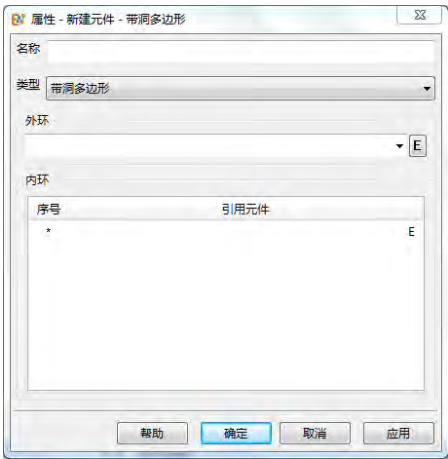 属性 - 新建元件 - 带洞多边形
名称
类型 带洞多边形
外环
E
内环
序号 引用元件
* E
帮助 确定 取消 应用